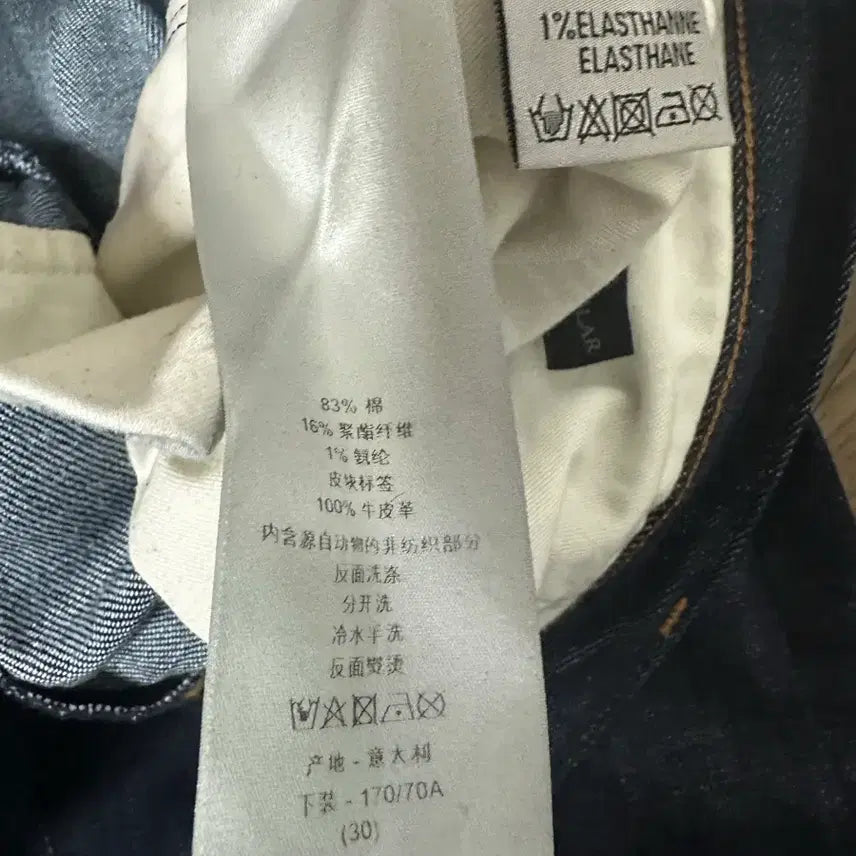 1%ELASTHANNE
ELASTHANE
LAR
83% 棉
16% 聚酯纤维
1% 氨纶
皮块标签
100% 牛皮革
内含源自动物的非纺织部分
反面洗涤
分开洗
冷水手洗
反面熨烫
产地 - 意大利
下装 - 170/70A
(30)